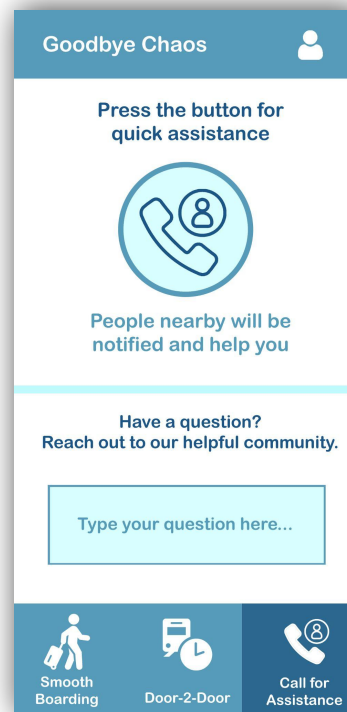 Goodbye Chaos
Press the button for
quick assistance
People nearby will be
notified and help you
Have a question?
Reach out to our helpful community.
Type your question here...
Smooth
Boarding
Door-2-Door
Call for
Assistance